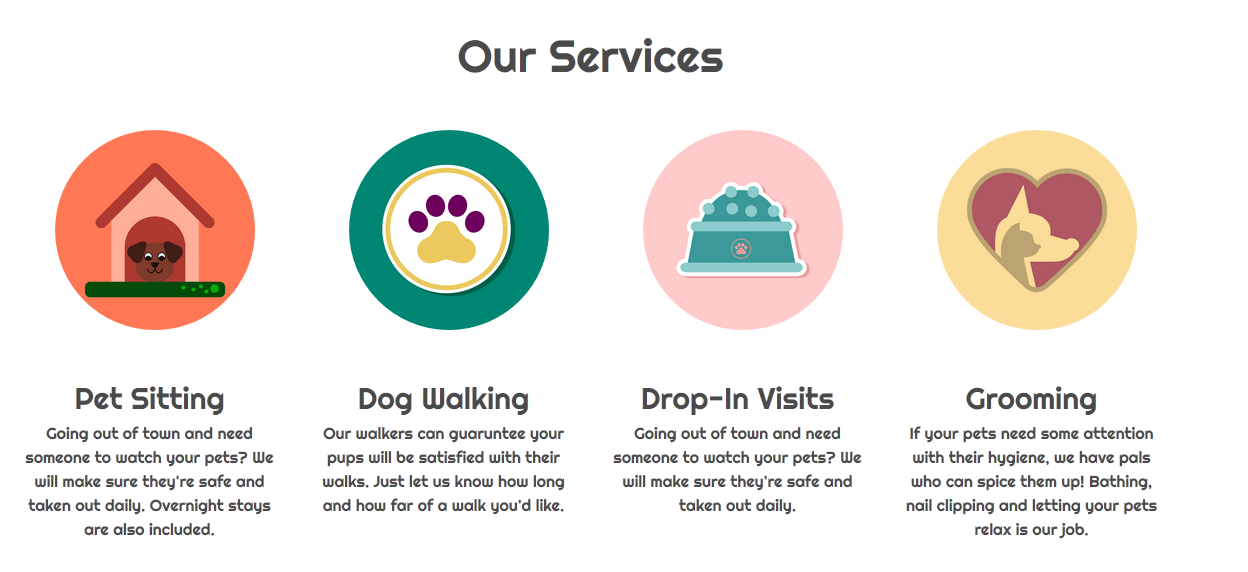 Our Services
Pet Sitting
Going out of town and need
someone to watch your pets? We
will make sure they're safe and
taken out daily. Overnight stays
are also included.
Dog Walking
Our walkers can guaruntee your
pups will be satisfied with their
walks. Just let us know how long
and how far of a walk you'd like.
Drop-In Visits
Going out of town and need
someone to watch your pets? We
will make sure they're safe and
taken out daily.
Grooming
If your pets need some attention
with their hygiene, we have pals
who can spice them up! Bathing,
nail clipping and letting your pets
relax is our job.